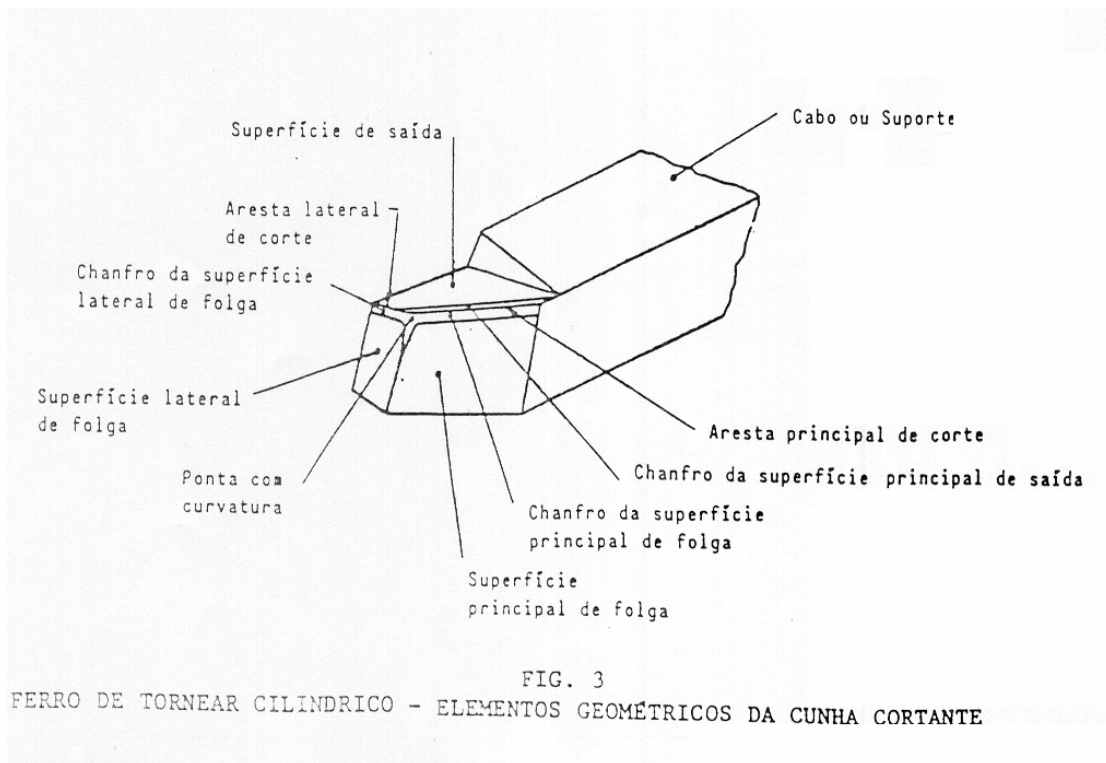 Cabo ou Suporte
Superfície de saída
Aresta lateral
de corte
Chanfro da superfície
lateral de folga
Superfície lateral
de folga
Ponta com
curvatura
Aresta principal de corte
Chanfro da superfície principal de saída
Chanfro da superfície
principal de folga
Superfície
principal de folga
FIG. 3
FERRO DE TORNEAR CILINDRICO - ELEMENTOS GEOMÉTRICOS DA CUNHA CORTANTE